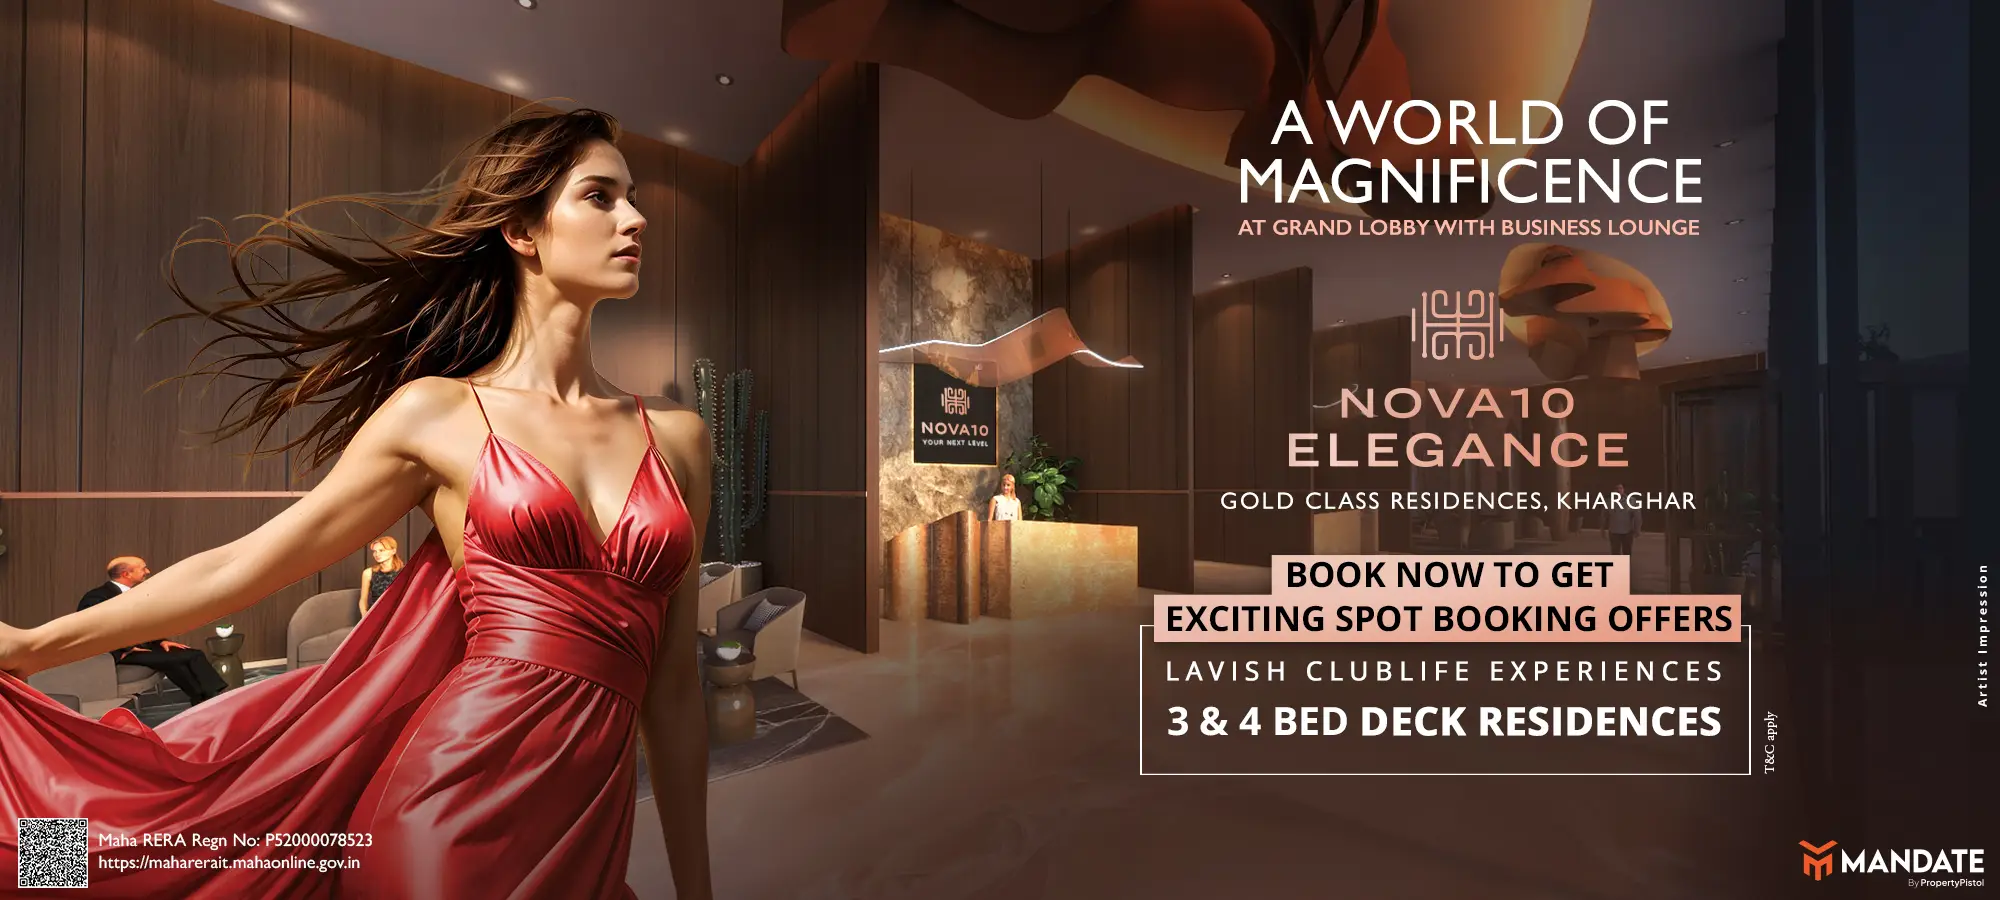 A WORLD OF
MAGNIFICENCE
AT GRAND LOBBY WITH BUSINESS LOUNGE
NOVA10
ELEGANCE
GOLD CLASS RESIDENCES, KHARGHAR
BOOK NOW TO GET
EXCITING SPOT BOOKING OFFERS
LAVISH CLUBLIFE EXPERIENCES
3 & 4 BED DECK RESIDENCES
T&C apply
Artist Impression
NOVA10
YOUR NEXT LEVEL
Maha RERA Regn No: P52000078523
https://maharerait.mahaonline.gov.in
MANDATE
By PropertyPistol